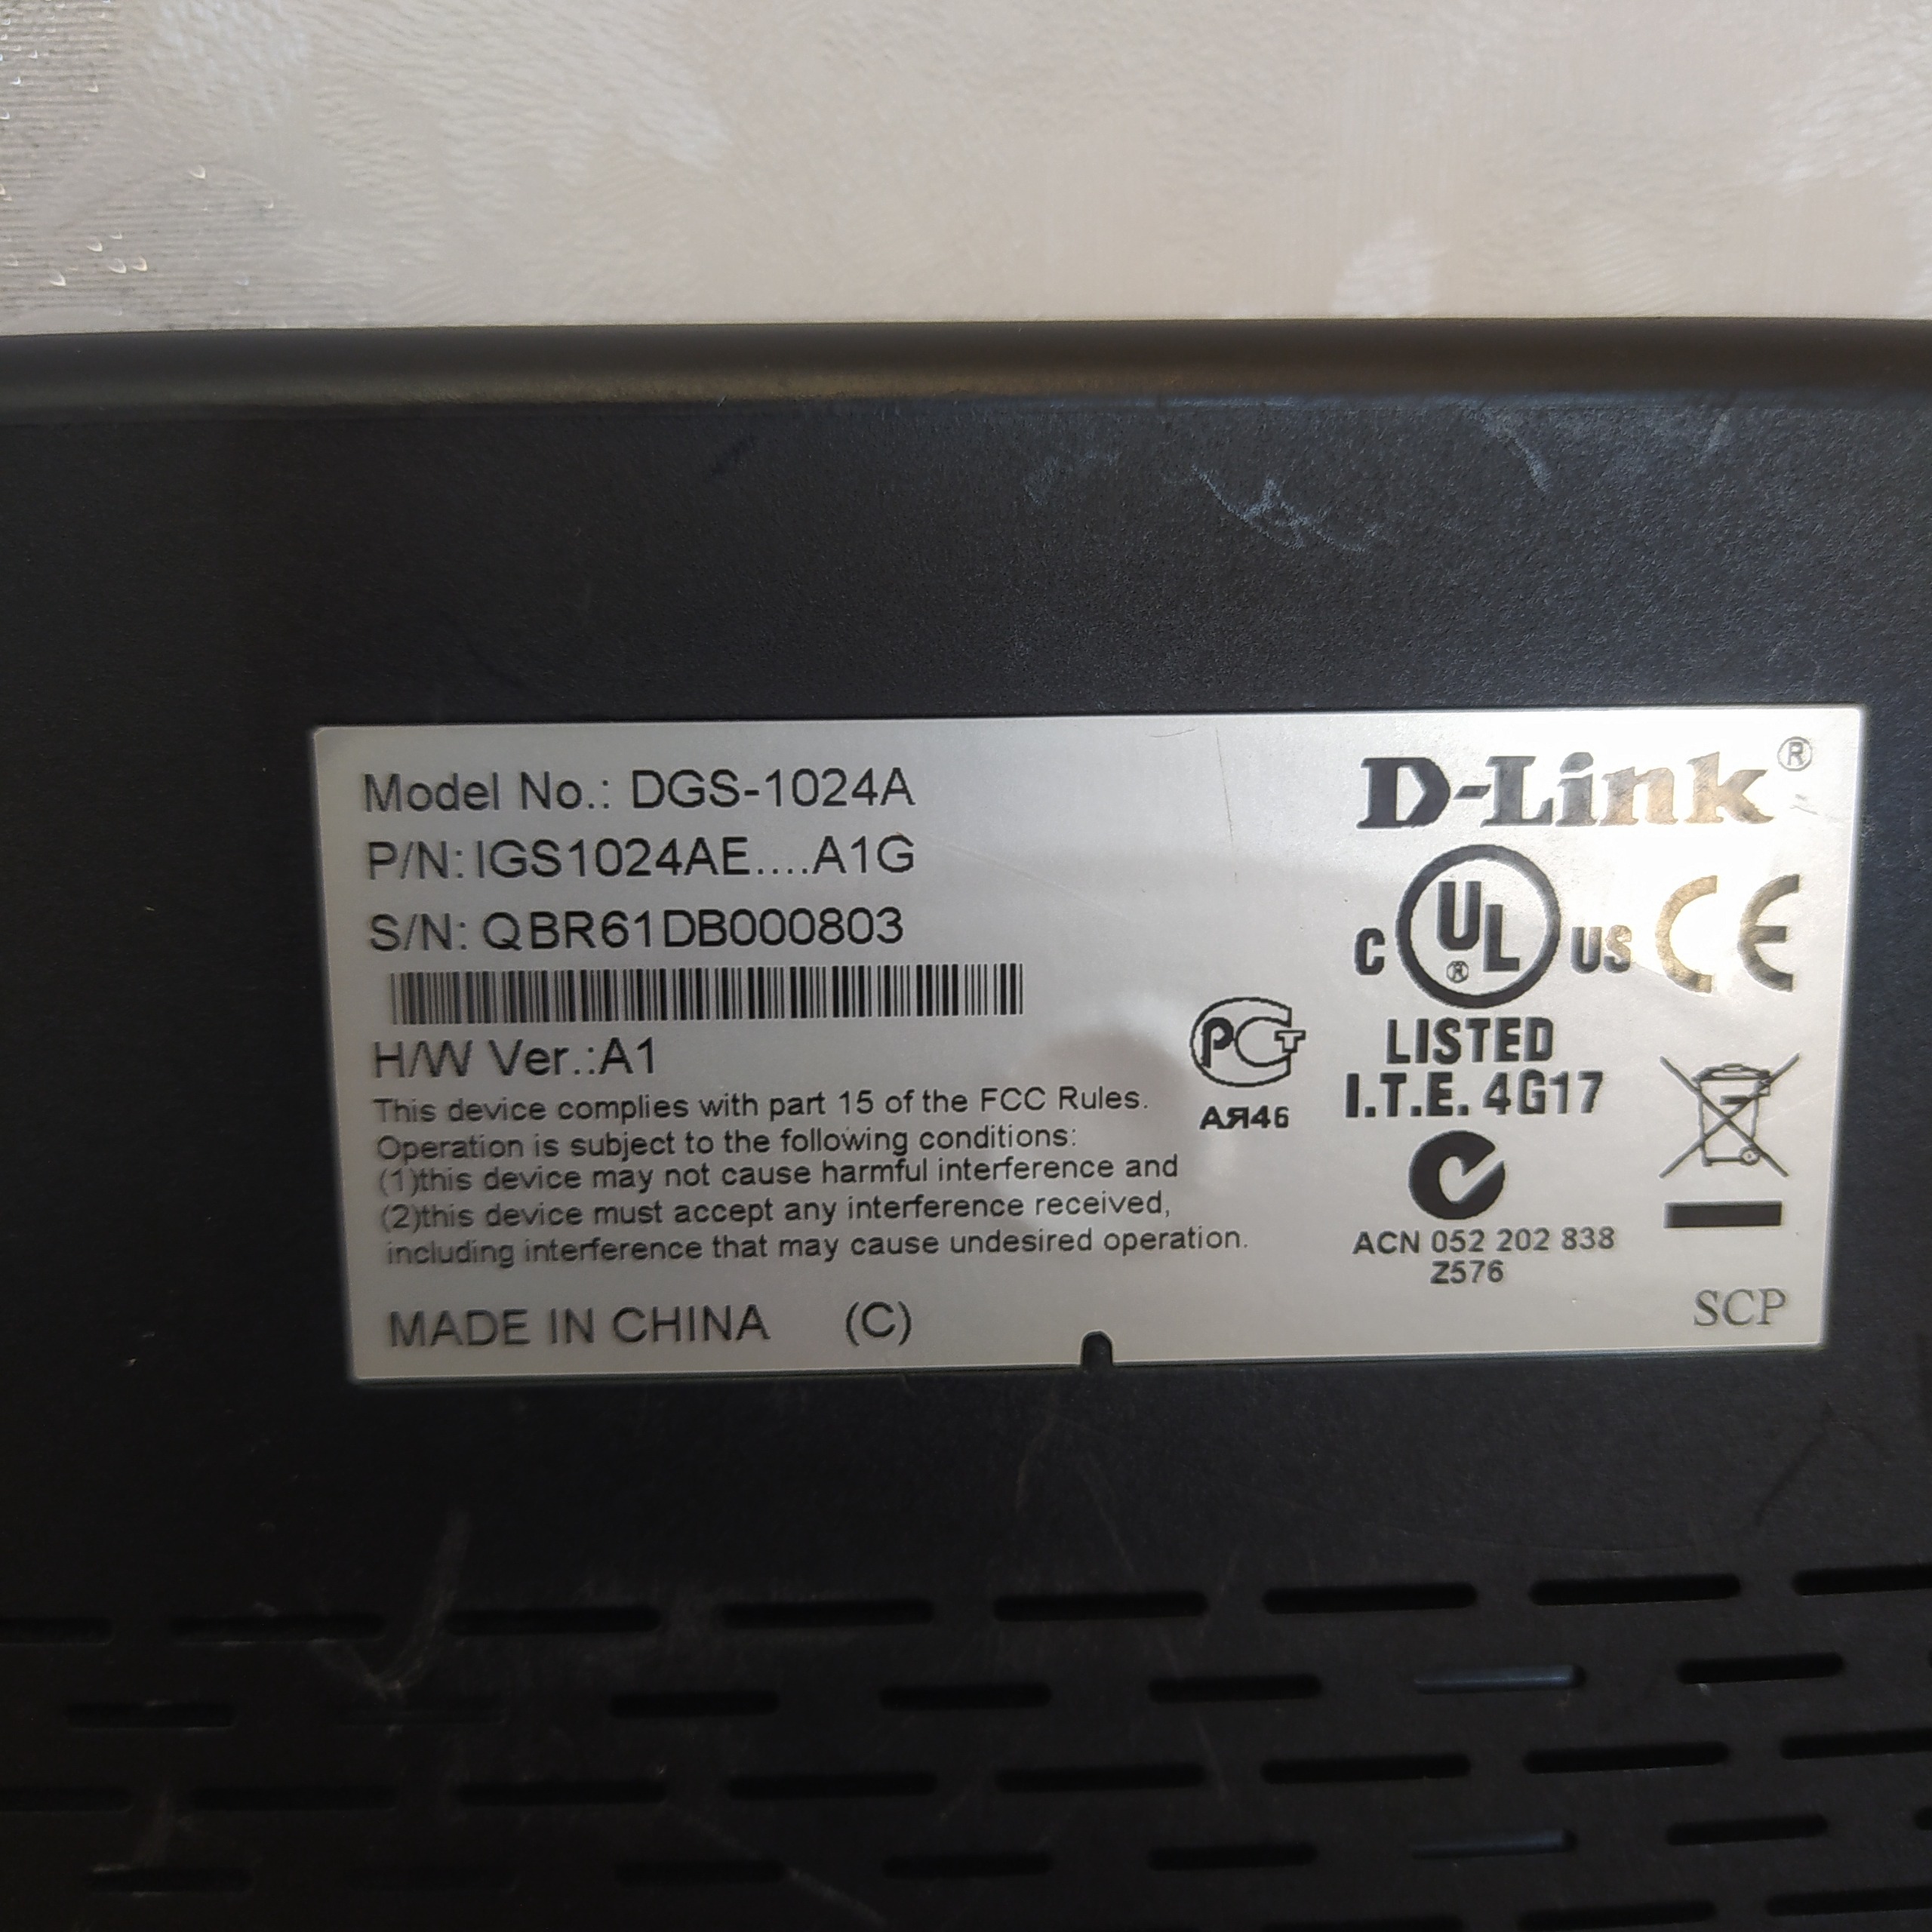 Model No.: DGS-1024A
P/N: IGS1024AE....A1G
S/N: QBR61DB000803
H/W Ver.:A1
This device complies with part 15 of the FCC Rules.
Operation is subject to the following conditions:
(1)this device may not cause harmful interference and
(2)this device must accept any interference received,
including interference that may cause undesired operation.
MADE IN CHINA (C)
D-Link®
C UL® US CE
LISTED
I.T.E. 4G17
РСТ
АЯ46
ACN 052 202 838
Z576
SCP